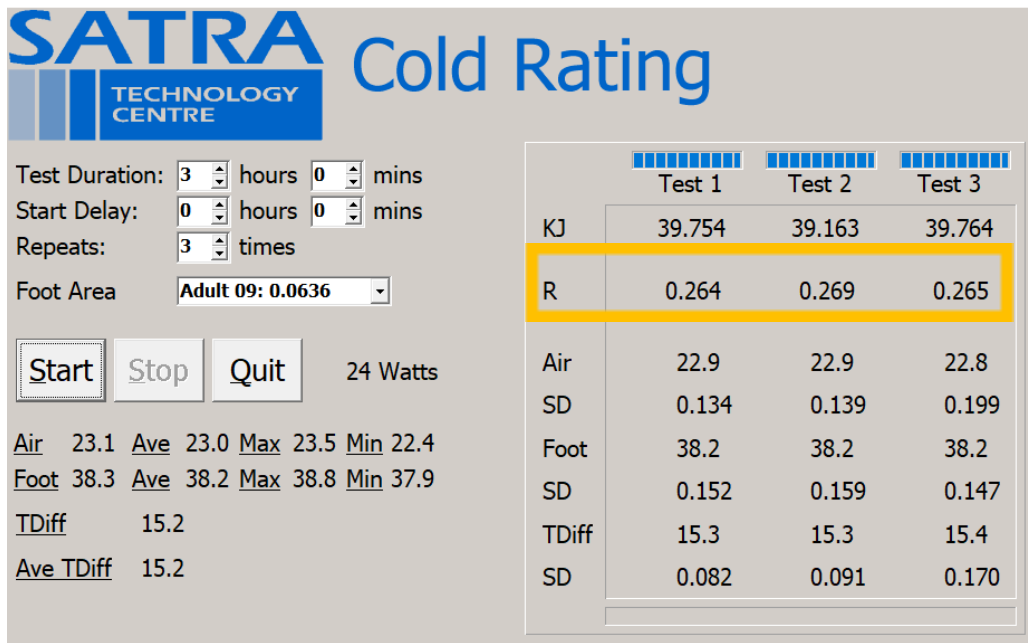 SATRA
TECHNOLOGY
CENTRE
Cold Rating
Test Duration: 3 hours 0 mins
Start Delay: 0 hours 0 mins
Repeats: 3 times
Foot Area Adult 09: 0.0636
Start Stop Quit 24 Watts
Air 23.1 Ave 23.0 Max 23.5 Min 22.4
Foot 38.3 Ave 38.2 Max 38.8 Min 37.9
TDiff 15.2
Ave TDiff 15.2
Test 1 Test 2 Test 3
KJ 39.754 39.163 39.764
R 0.264 0.269 0.265
Air 22.9 22.9 22.8
SD 0.134 0.139 0.199
Foot 38.2 38.2 38.2
SD 0.152 0.159 0.147
TDiff 15.3 15.3 15.4
SD 0.082 0.091 0.170